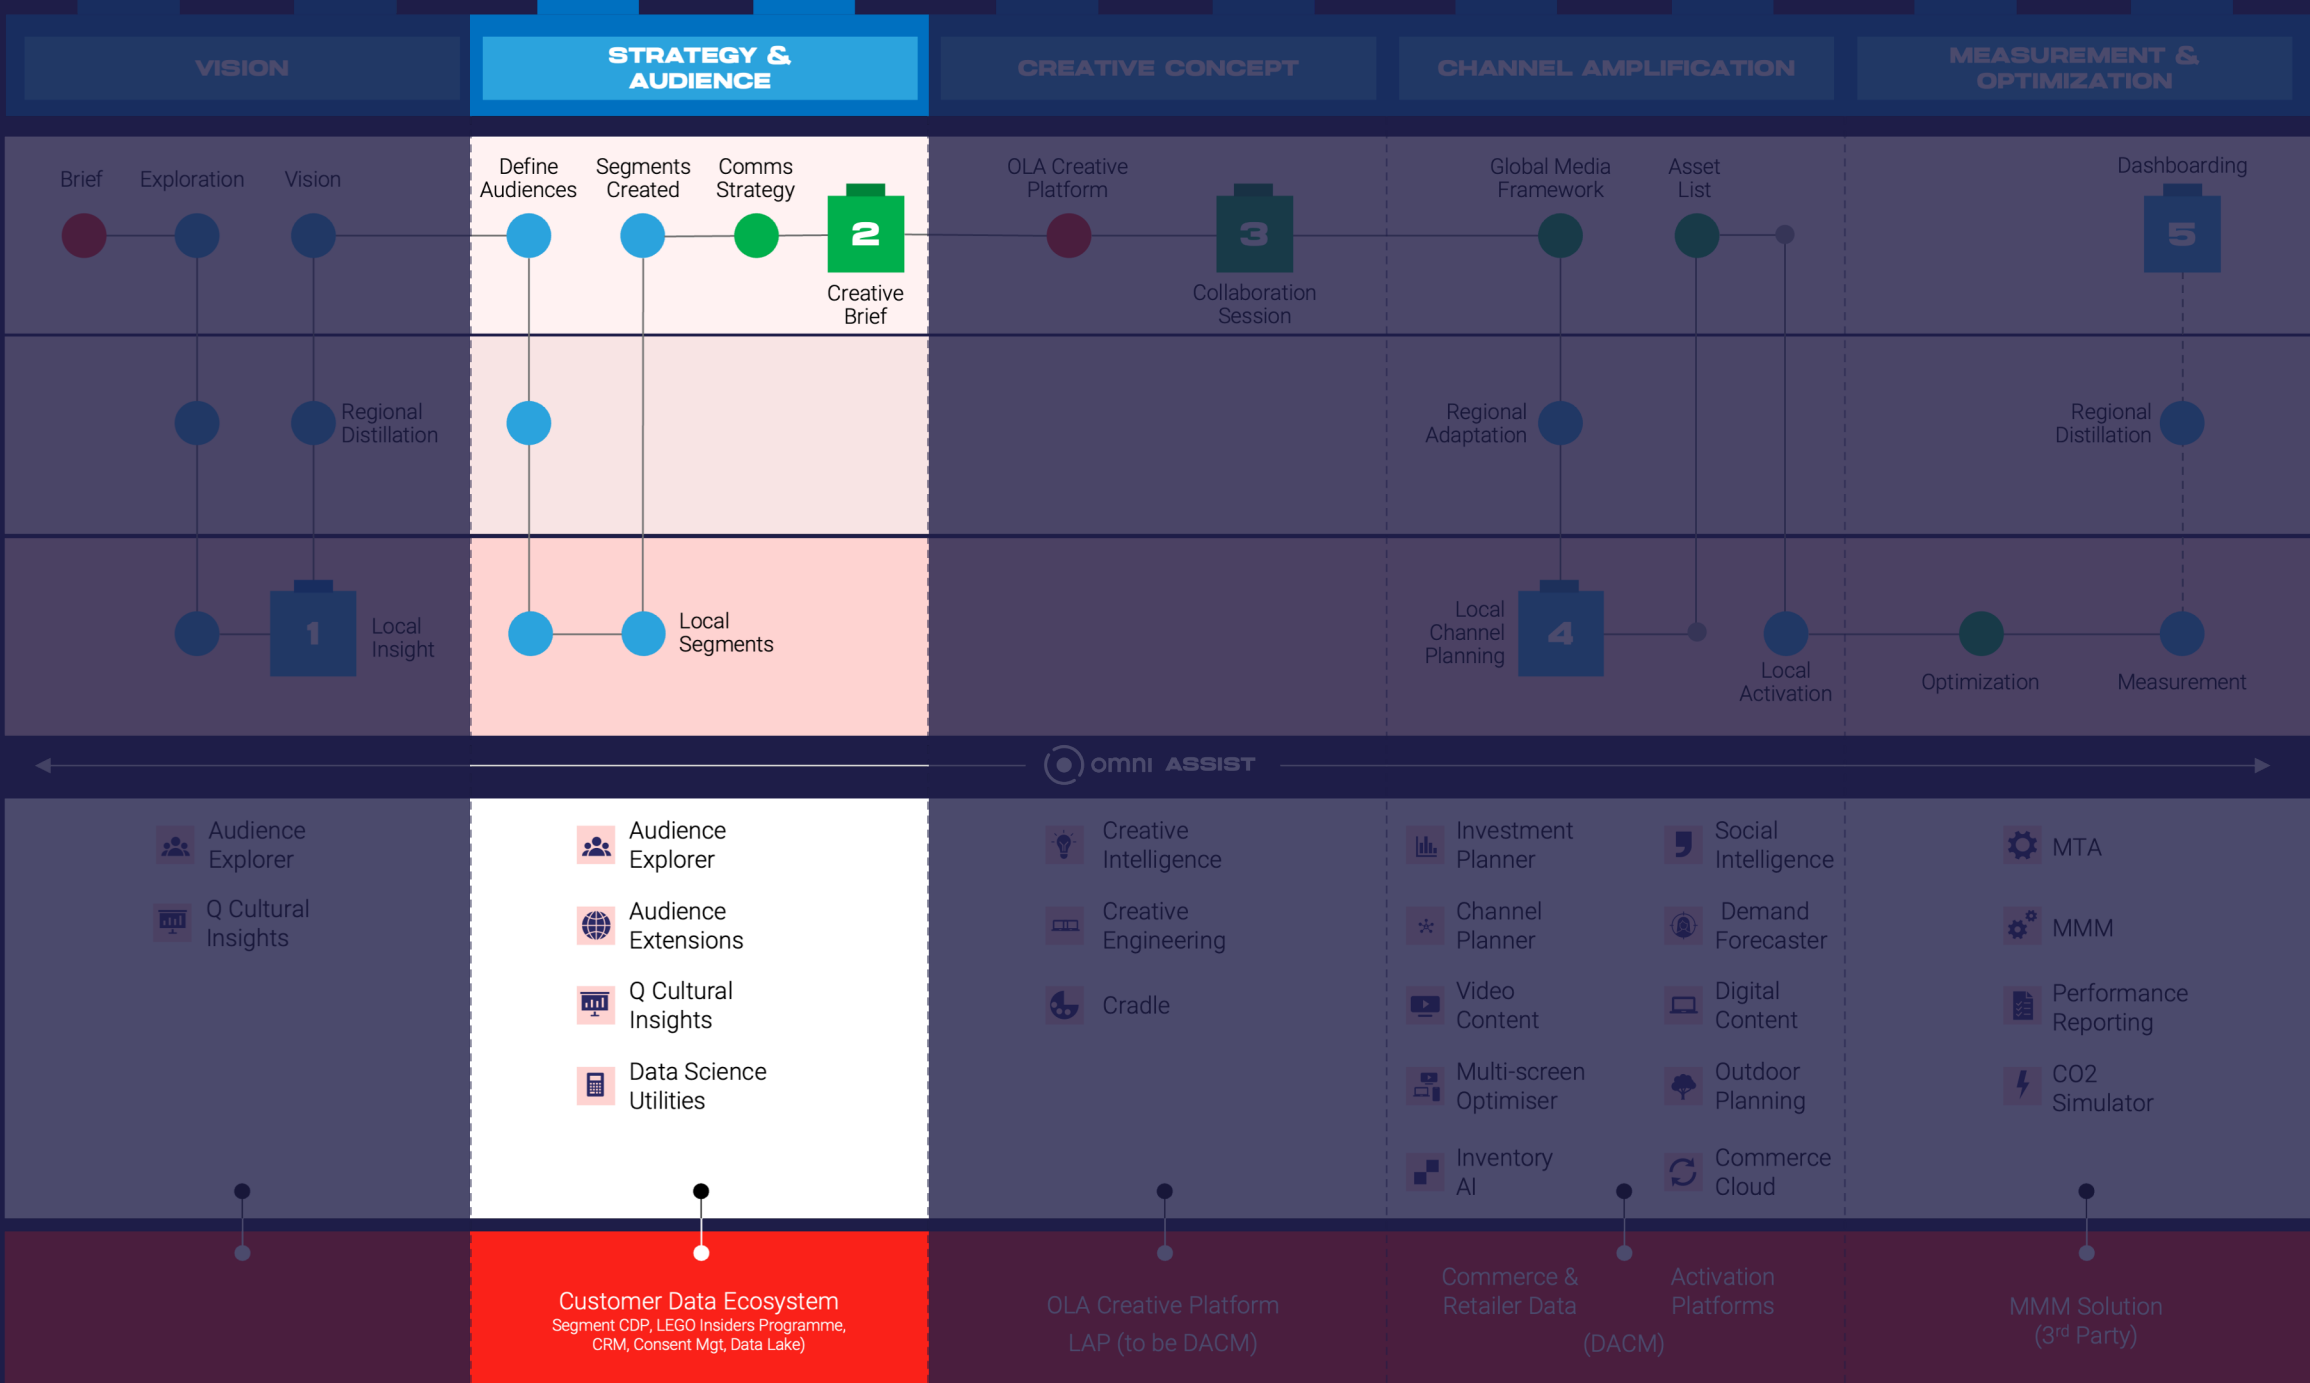 VISION
STRATEGY &
AUDIENCE
CREATIVE CONCEPT
CHANNEL AMPLIFICATION
MEASUREMENT &
OPTIMIZATION
Brief
Exploration
Vision
Define
Audiences
Segments
Created
Comms
Strategy
2
Creative
Brief
OLA Creative
Platform
3
Collaboration
Session
Global Media
Framework
Asset
List
Dashboarding
5
Regional
Distillation
Regional
Adaptation
Regional
Distillation
1
Local
Insight
Local
Segments
Local
Channel
Planning
4
Local
Activation
Optimization
Measurement
omni ASSIST
Audience
Explorer
Q Cultural
Insights
Audience
Explorer
Audience
Extensions
Q Cultural
Insights
Data Science
Utilities
Creative
Intelligence
Creative
Engineering
Cradle
Investment
Planner
Channel
Planner
Video
Content
Multi-screen
Optimiser
Inventory
AI
Social
Intelligence
Demand
Forecaster
Digital
Content
Outdoor
Planning
Commerce
Cloud
MTA
MMM
Performance
Reporting
CO2
Simulator
Customer Data Ecosystem
Segment CDP, LEGO Insiders Programme,
CRM, Consent Mgt, Data Lake)
OLA Creative Platform
LAP (to be DACM)
Commerce &
Retailer Data
Activation
Platforms
(DACM)
MMM Solution
(3rd Party)